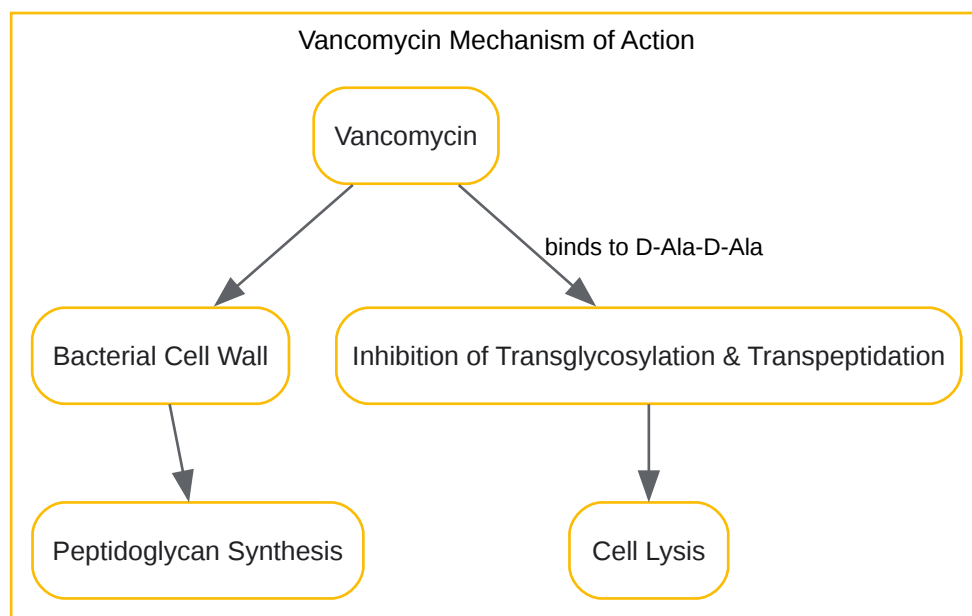 Vancomycin Mechanism of Action
Vancomycin
binds to D-Ala-D-Ala
Bacterial Cell Wall
Inhibition of Transglycosylation & Transpeptidation
Peptidoglycan Synthesis
Cell Lysis